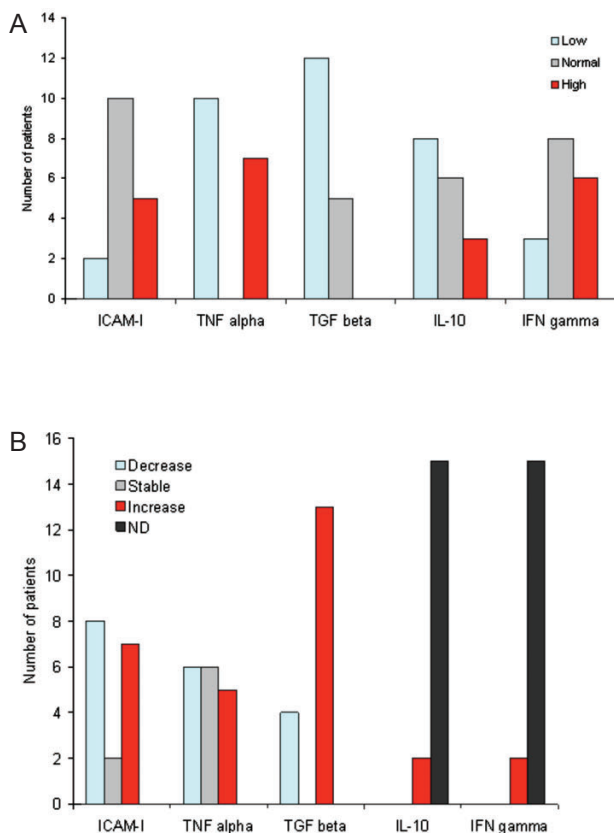 A
14
12
10
8
6
4
2
0
Number of patients
Low
Normal
High
ICAM-I TNF alpha TGF beta IL-10 IFN gamma
B
16
14
12
10
8
6
4
2
0
Number of patients
Decrease
Stable
Increase
ND
ICAM-I TNF alpha TGF beta IL-10 IFN gamma